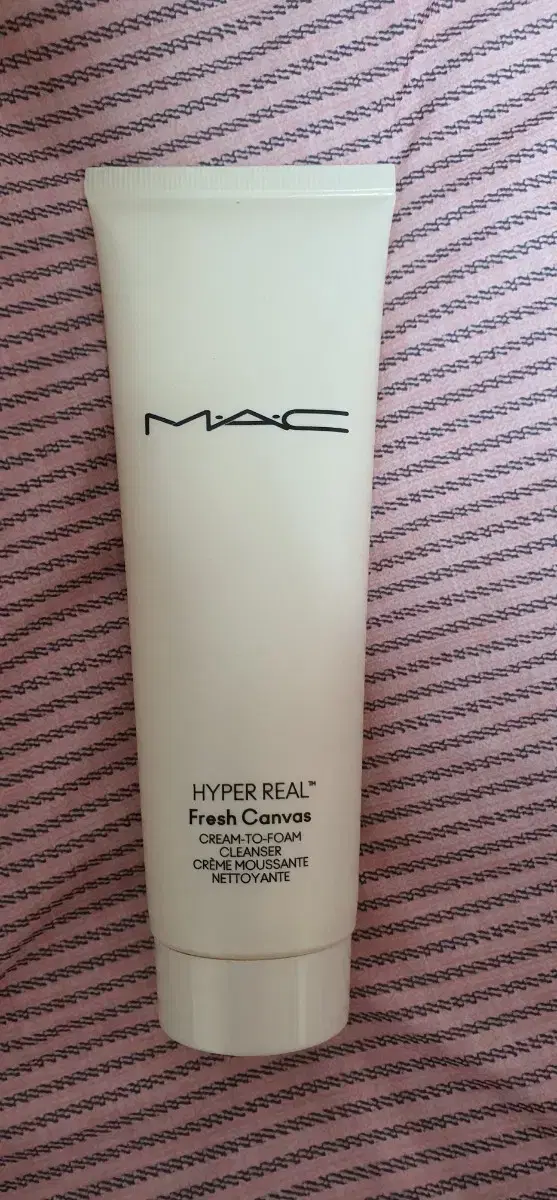 M·A·C
HYPER REAL™
Fresh Canvas
CREAM-TO-FOAM
CLEANSER
CRÈME MOUSSANTE
NETTOYANTE